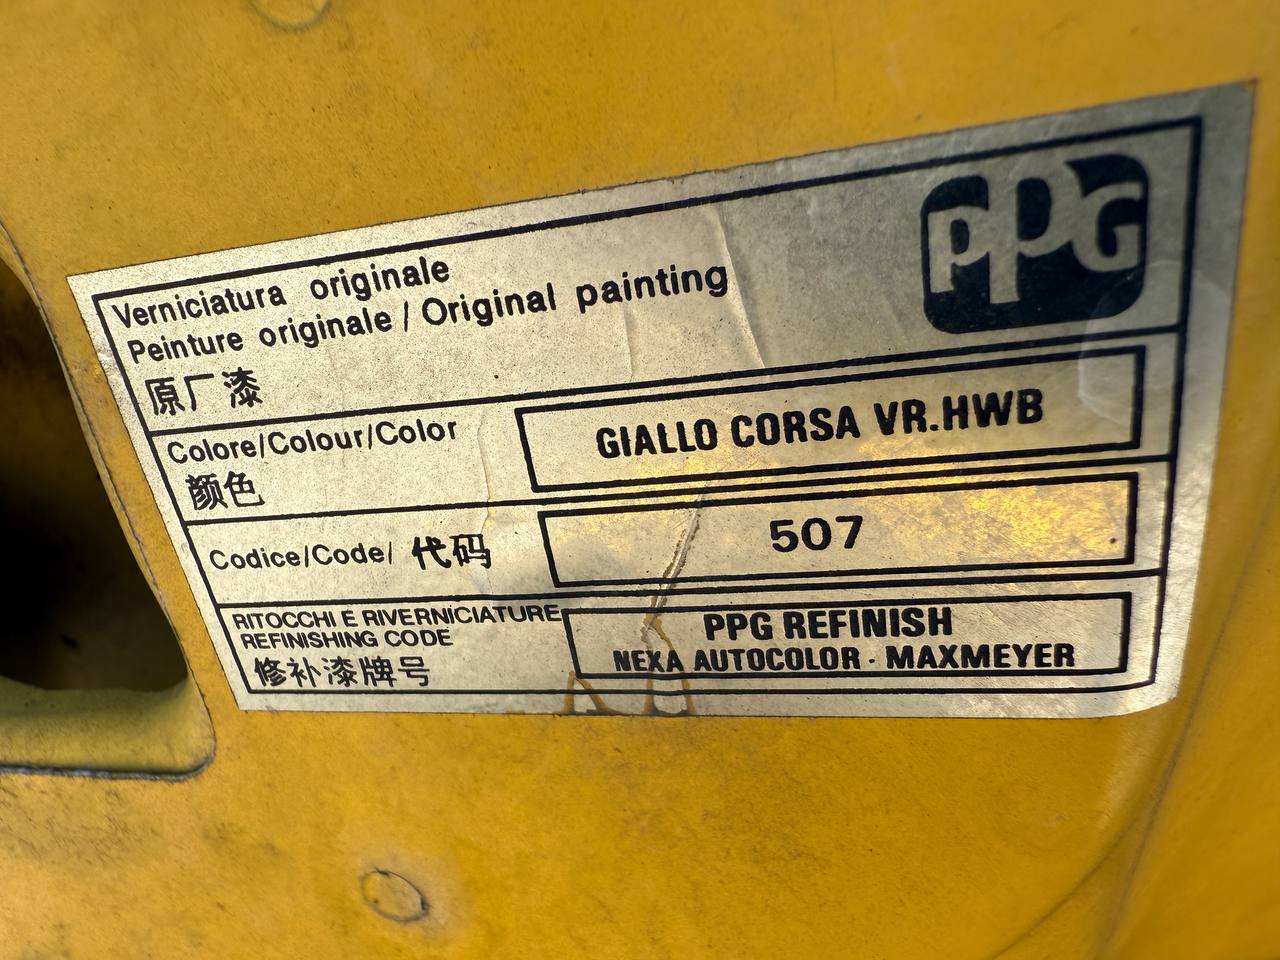 PPG
Verniciatura originale
Peinture originale / Original painting
原厂漆
Colore/Colour/Color
颜色
GIALLO CORSA VR.HWB
Codice/Code/ 代码
507
RITOCCHI E RIVERNICIATURE
REFINISHING CODE
修补漆牌号
PPG REFINISH
NEXA AUTOCOLOR · MAXMEYER